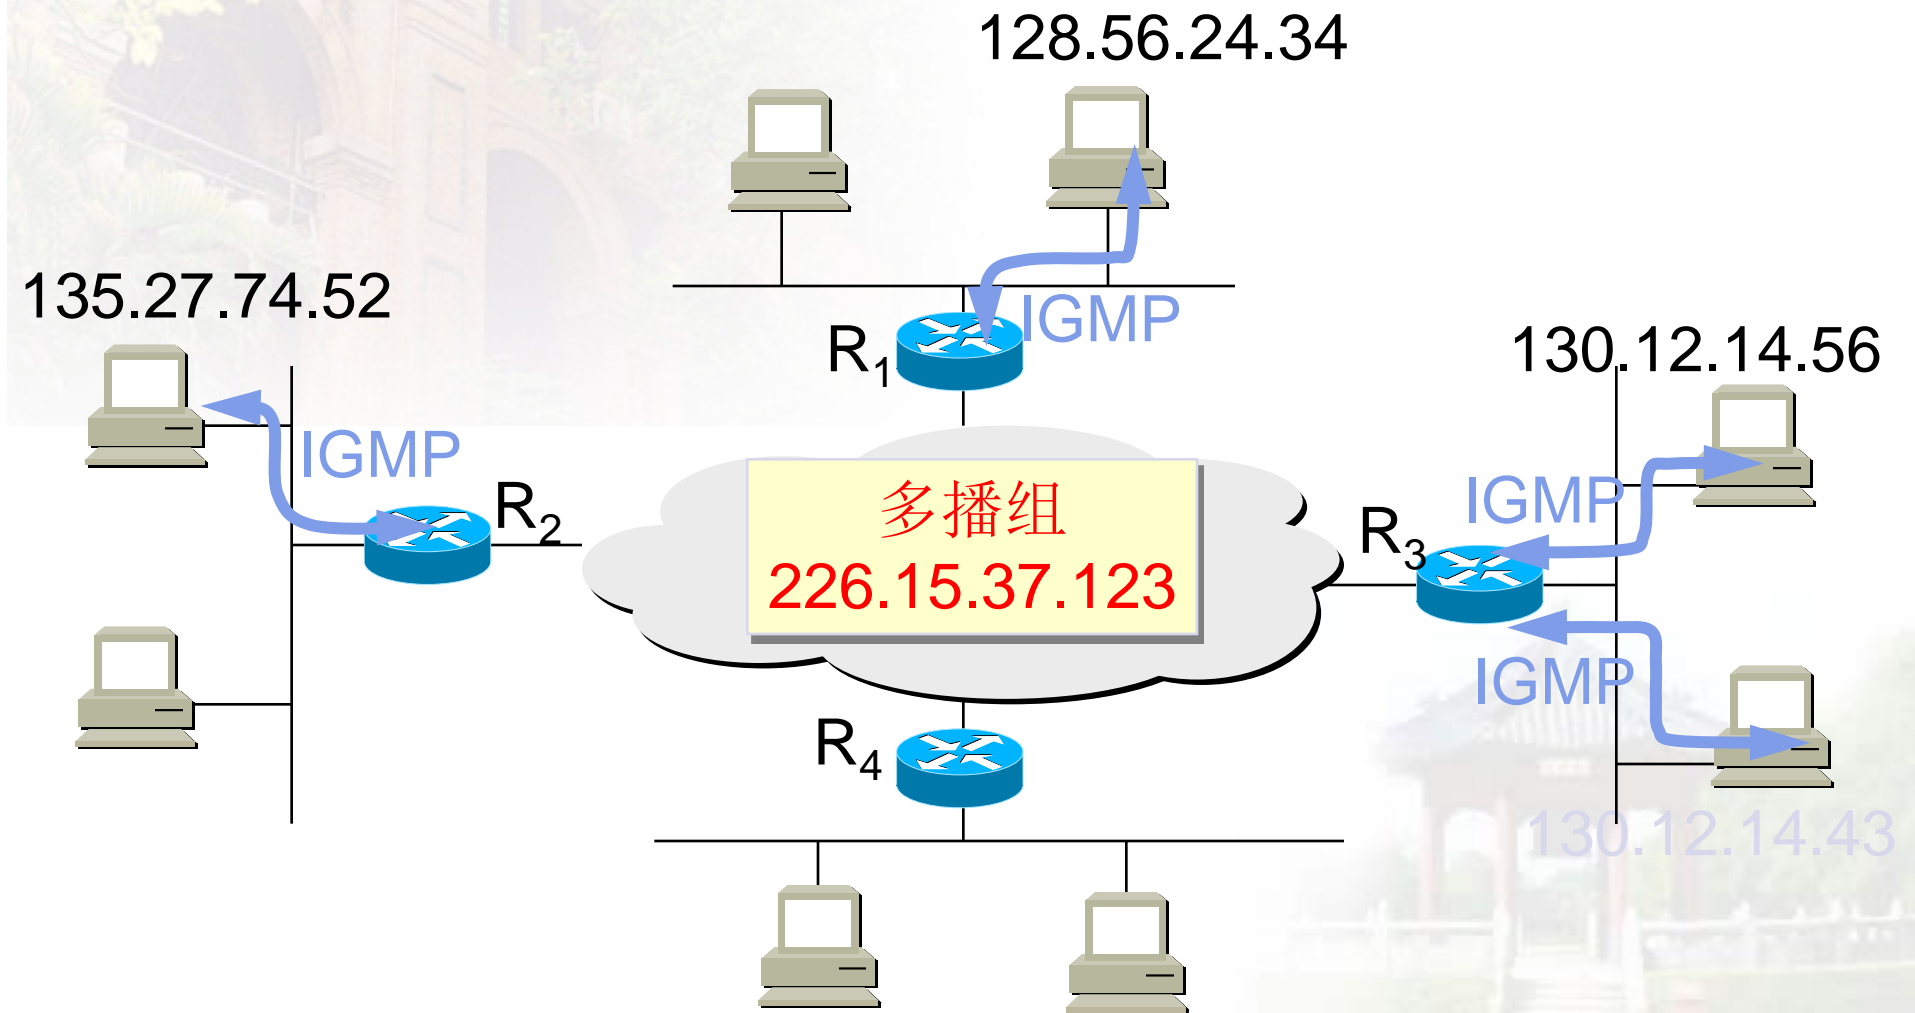 128.56.24.34
135.27.74.52
IGMP
R1
130.12.14.56
IGMP
R2
多播组
226.15.37.123
IGMP
R3
IGMP
R4
130.12.14.43